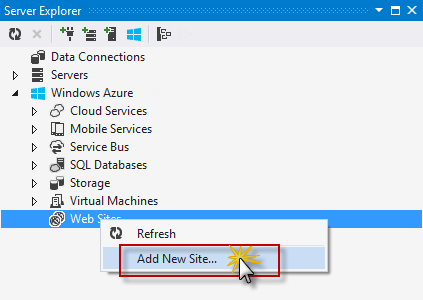 Server Explorer
Data Connections
Servers
Windows Azure
Cloud Services
Mobile Services
Service Bus
SQL Databases
Storage
Virtual Machines
Web Sites
Refresh
Add New Site...